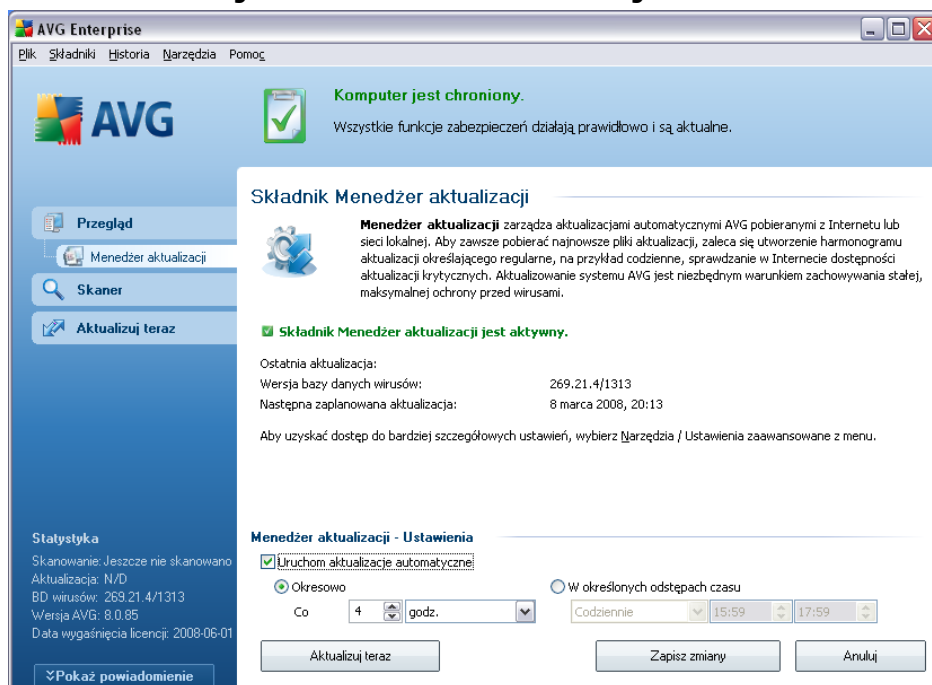 AVG Enterprise
Plik Składniki Historia Narzędzia Pomoc
AVG
Komputer jest chroniony.
Wszystkie funkcje zabezpieczeń działają prawidłowo i są aktualne.
Przegląd
Menedżer aktualizacji
Skaner
Aktualizuj teraz
Składnik Menedżer aktualizacji
Menedżer aktualizacji zarządza aktualizacjami automatycznymi AVG pobieranymi z Internetu lub
sieci lokalnej. Aby zawsze pobierać najnowsze pliki aktualizacji, zaleca się utworzenie harmonogramu
aktualizacji określającego regularne, na przykład codzienne, sprawdzanie w Internecie dostępności
aktualizacji krytycznych. Aktualizowanie systemu AVG jest niezbędnym warunkiem zachowywania stałej,
maksymalnej ochrony przed wirusami.
Składnik Menedżer aktualizacji jest aktywny.
Ostatnia aktualizacja:
Wersja bazy danych wirusów: 269.21.4/1313
Następna zaplanowana aktualizacja: 8 marca 2008, 20:13
Aby uzyskać dostęp do bardziej szczegółowych ustawień, wybierz Narzędzia / Ustawienia zaawansowane z menu.
Statystyka
Skanowanie: Jeszcze nie skanowano
Aktualizacja: N/D
BD wirusów: 269.21.4/1313
Wersja AVG: 8.0.85
Data wygaśnięcia licencji: 2008-06-01
Pokaż powiadomienie
Menedżer aktualizacji - Ustawienia
Uruchom aktualizacje automatyczne
Okresowo W określonych odstępach czasu
Co 4 godz. Codziennie 15:59 17:59
Aktualizuj teraz Zapisz zmiany Anuluj